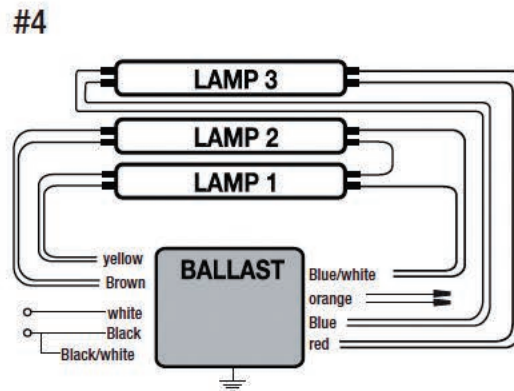 #4
LAMP 3
LAMP 2
LAMP 1
yellow
Brown
white
Black
Black/white
BALLAST
Blue/white
orange
Blue
red